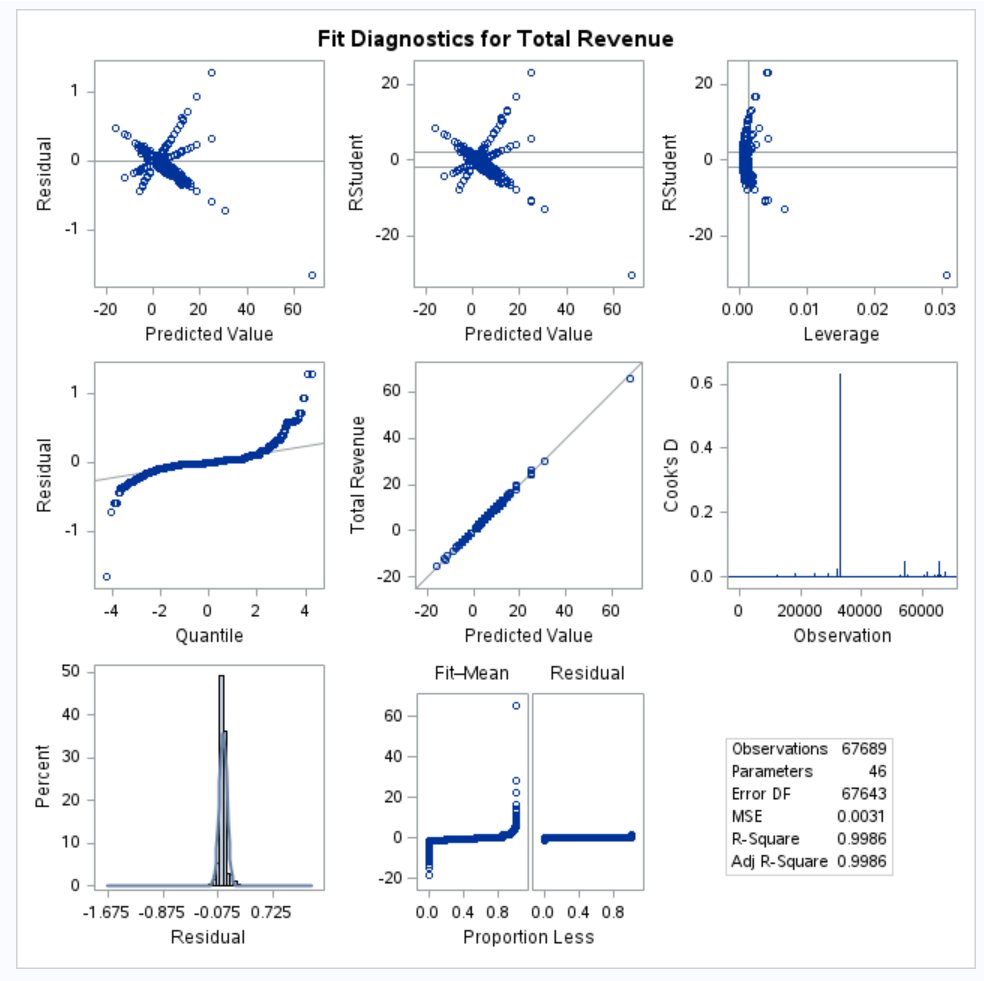 Fit Diagnostics for Total Revenue
1
0
-1
Residual
-20 0 20 40 60
Predicted Value
20
0
-20
RStudent
-20 0 20 40 60
Predicted Value
20
0
-20
RStudent
0.00 0.01 0.02 0.03
Leverage
1
0
-1
Residual
-4 -2 0 2 4
Quantile
60
40
20
0
-20
Total Revenue
-20 0 20 40 60
Predicted Value
0.6
0.4
0.2
0.0
Cook's D
0 20000 40000 60000
Observation
50
40
30
20
10
0
Percent
-1.675 -0.875 -0.075 0.725
Residual
Fit–Mean Residual
60
40
20
0
-20
0.0 0.4 0.8 0.0 0.4 0.8
Proportion Less
Observations 67689
Parameters 46
Error DF 67643
MSE 0.0031
R-Square 0.9986
Adj R-Square 0.9986